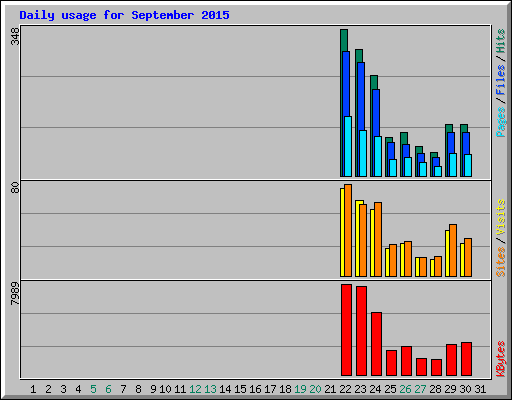 Daily usage for September 2015
348
Pages/Files/Hits
80
Sites/Visits
7989
KBytes
1 2 3 4 5 6 7 8 9 10 11 12 13 14 15 16 17 18 19 20 21 22 23 24 25 26 27 28 29 30 31